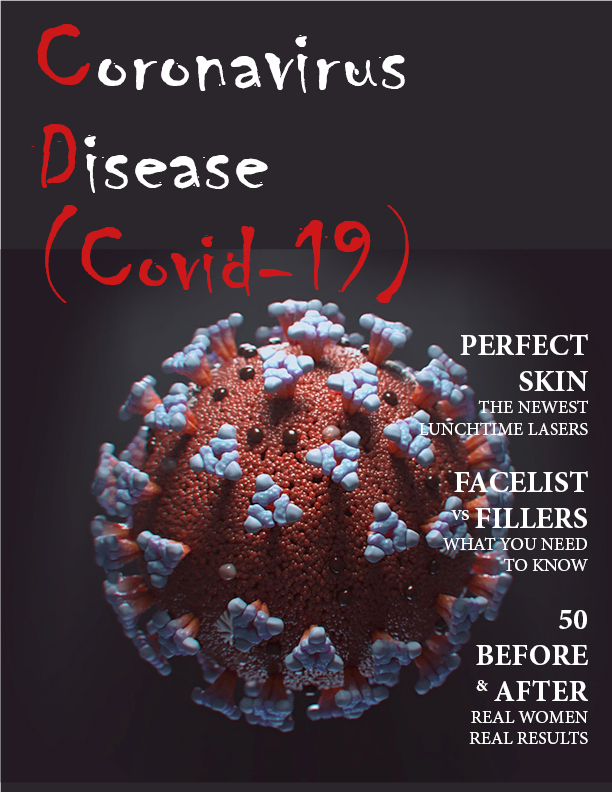 Coronavirus
Disease
(Covid-19)
PERFECT
SKIN
THE NEWEST
LUNCHTIME LASERS
FACELIST
VS FILLERS
WHAT YOU NEED
TO KNOW
50
BEFORE
& AFTER
REAL WOMEN
REAL RESULTS